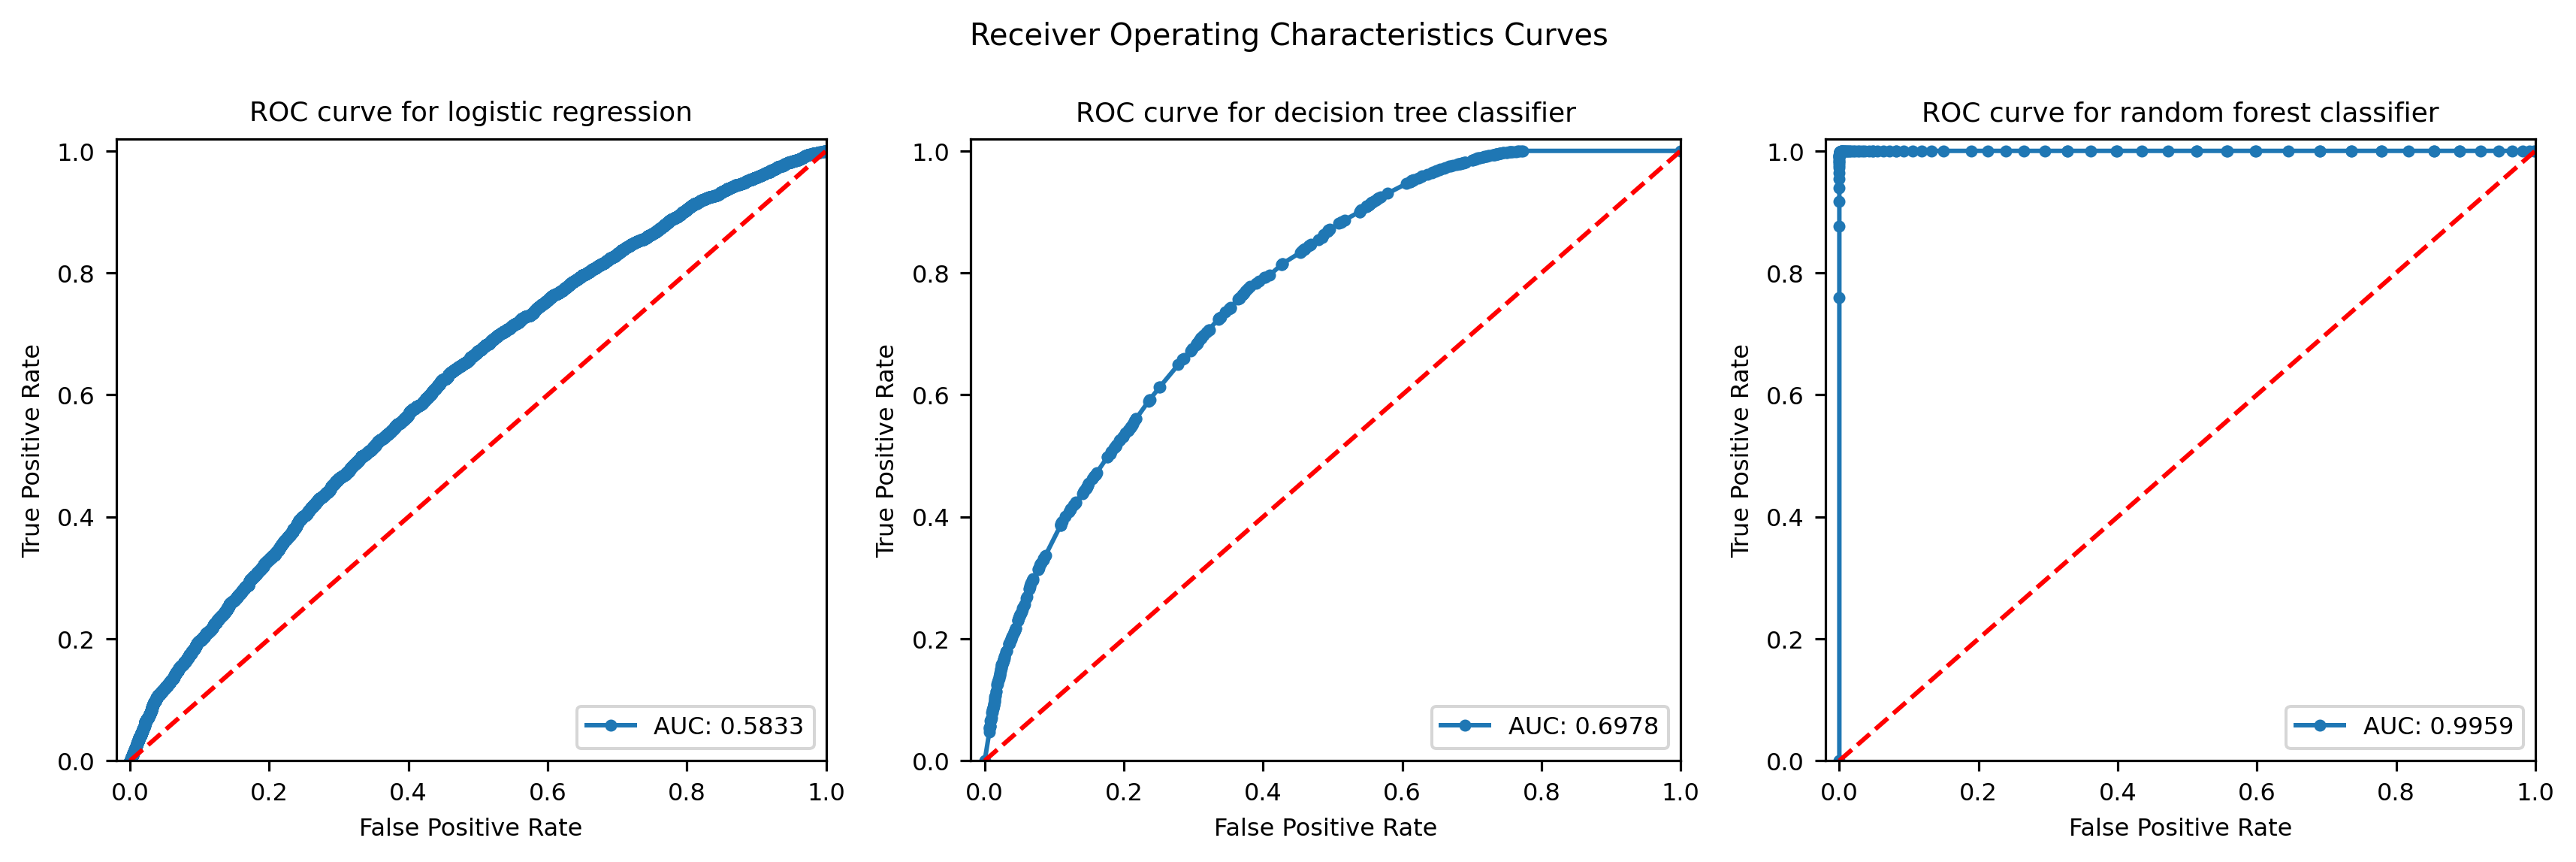 Receiver Operating Characteristics Curves
ROC curve for logistic regression
1.0
0.8
0.6
0.4
0.2
0.0
True Positive Rate
0.0 0.2 0.4 0.6 0.8 1.0
False Positive Rate
AUC: 0.5833
ROC curve for decision tree classifier
1.0
0.8
0.6
0.4
0.2
0.0
True Positive Rate
0.0 0.2 0.4 0.6 0.8 1.0
False Positive Rate
AUC: 0.6978
ROC curve for random forest classifier
1.0
0.8
0.6
0.4
0.2
0.0
True Positive Rate
0.0 0.2 0.4 0.6 0.8 1.0
False Positive Rate
AUC: 0.9959